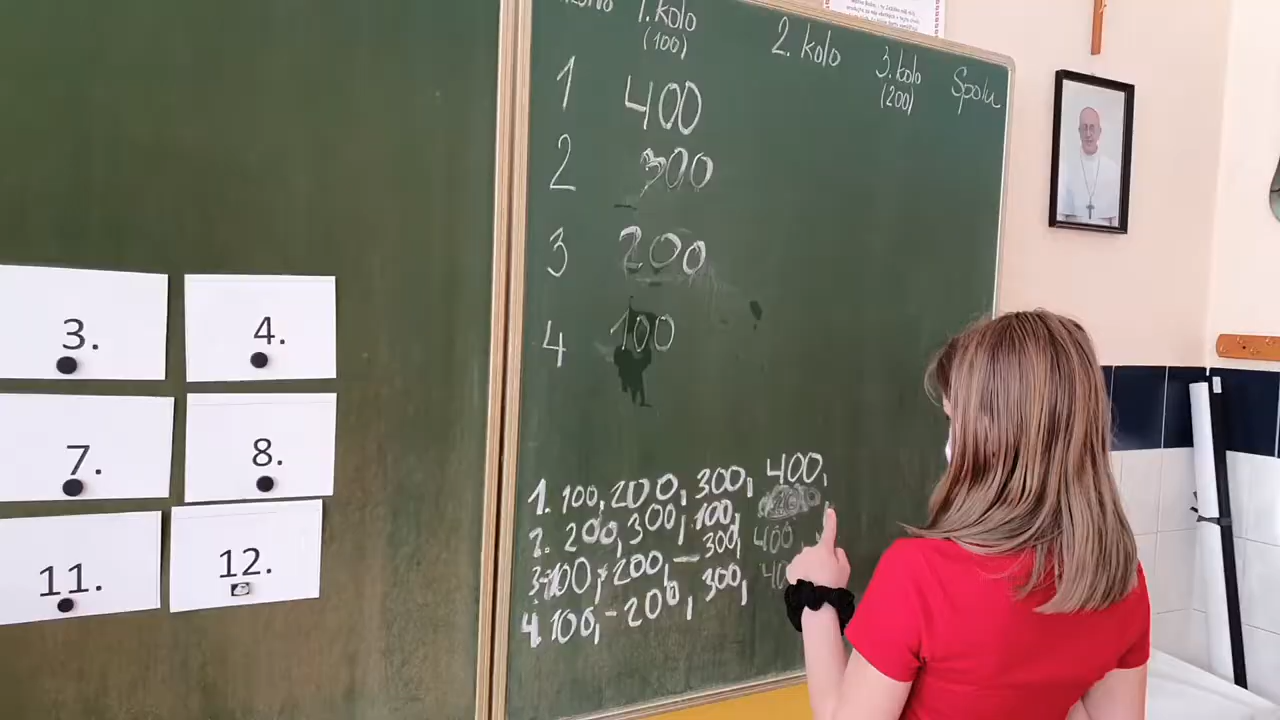 1. kolo 2. kolo 3. kolo Spolu
(100) (200)
1 400
2 300
3 200
4 100
1. 100, 200, 300, 400,
2. 200, 300, 100,
3. -100, -200, -300, 400
4. 100, -200, 300,
3. 4.
7. 8.
11. 12.